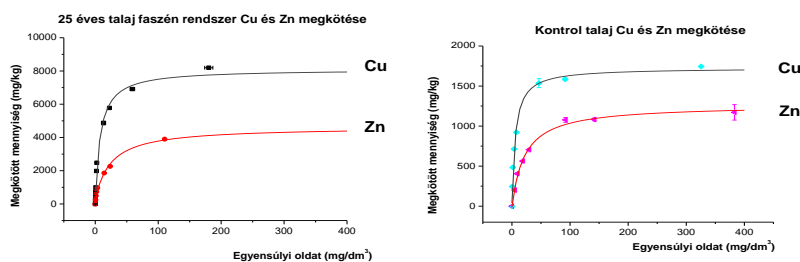 25 éves talaj faszén rendszer Cu és Zn megkötése
Megkötött mennyiség (mg/kg)
10000
8000
6000
4000
2000
0
Cu
Zn
0 100 200 300 400
Egyensúlyi oldat (mg/dm³)
Kontrol talaj Cu és Zn megkötése
Megkötött mennyiség (mg/kg)
2000
1500
1000
500
0
Cu
Zn
0 100 200 300 400
Egyensúlyi oldat (mg/dm³)